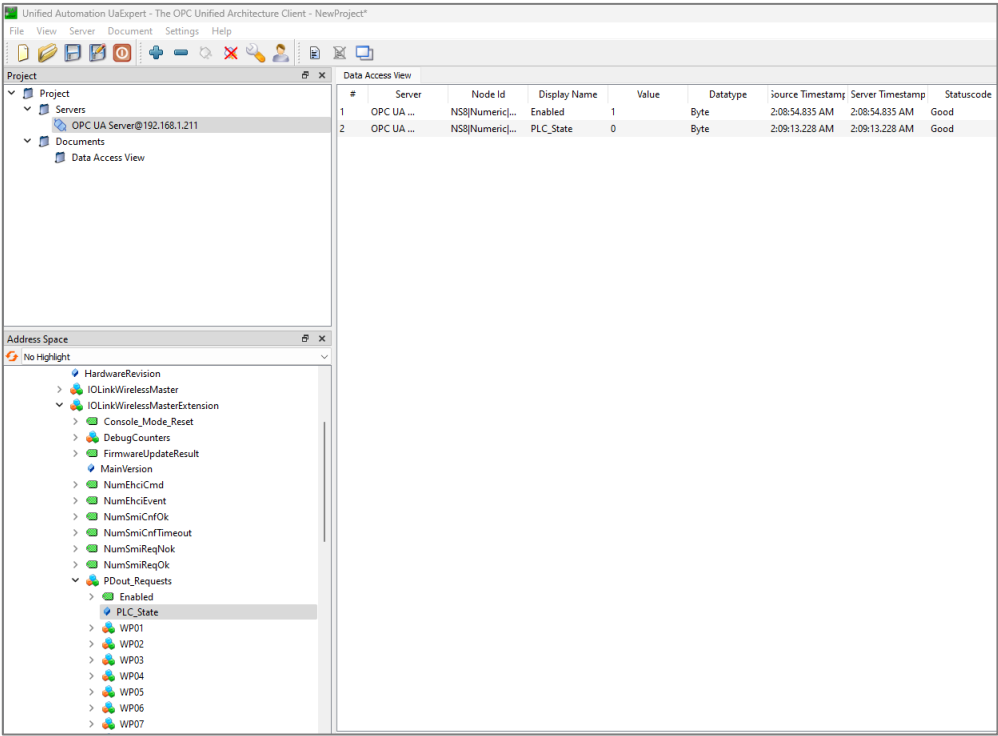 Unified Automation UaExpert - The OPC Unified Architecture Client - NewProject*
File View Server Document Settings Help
Project
Project
Servers
OPC UA Server@192.168.1.211
Documents
Data Access View
Address Space
No Highlight
HardwareRevision
IOLinkWirelessMaster
IOLinkWirelessMasterExtension
Console_Mode_Reset
DebugCounters
FirmwareUpdateResult
MainVersion
NumEhciCmd
NumEhciEvent
NumSmiCnfOk
NumSmiCnfTimeout
NumSmiReqNok
NumSmiReqOk
PDout_Requests
Enabled
PLC_State
WP01
WP02
WP03
WP04
WP05
WP06
WP07
Data Access View
# Server Node Id Display Name Value Datatype Source Timestamp Server Timestamp Statuscode
1 OPC UA ... NS8|Numeric|... Enabled 1 Byte 2:08:54.835 AM 2:08:54.835 AM Good
2 OPC UA ... NS8|Numeric|... PLC_State 0 Byte 2:09:13.228 AM 2:09:13.228 AM Good